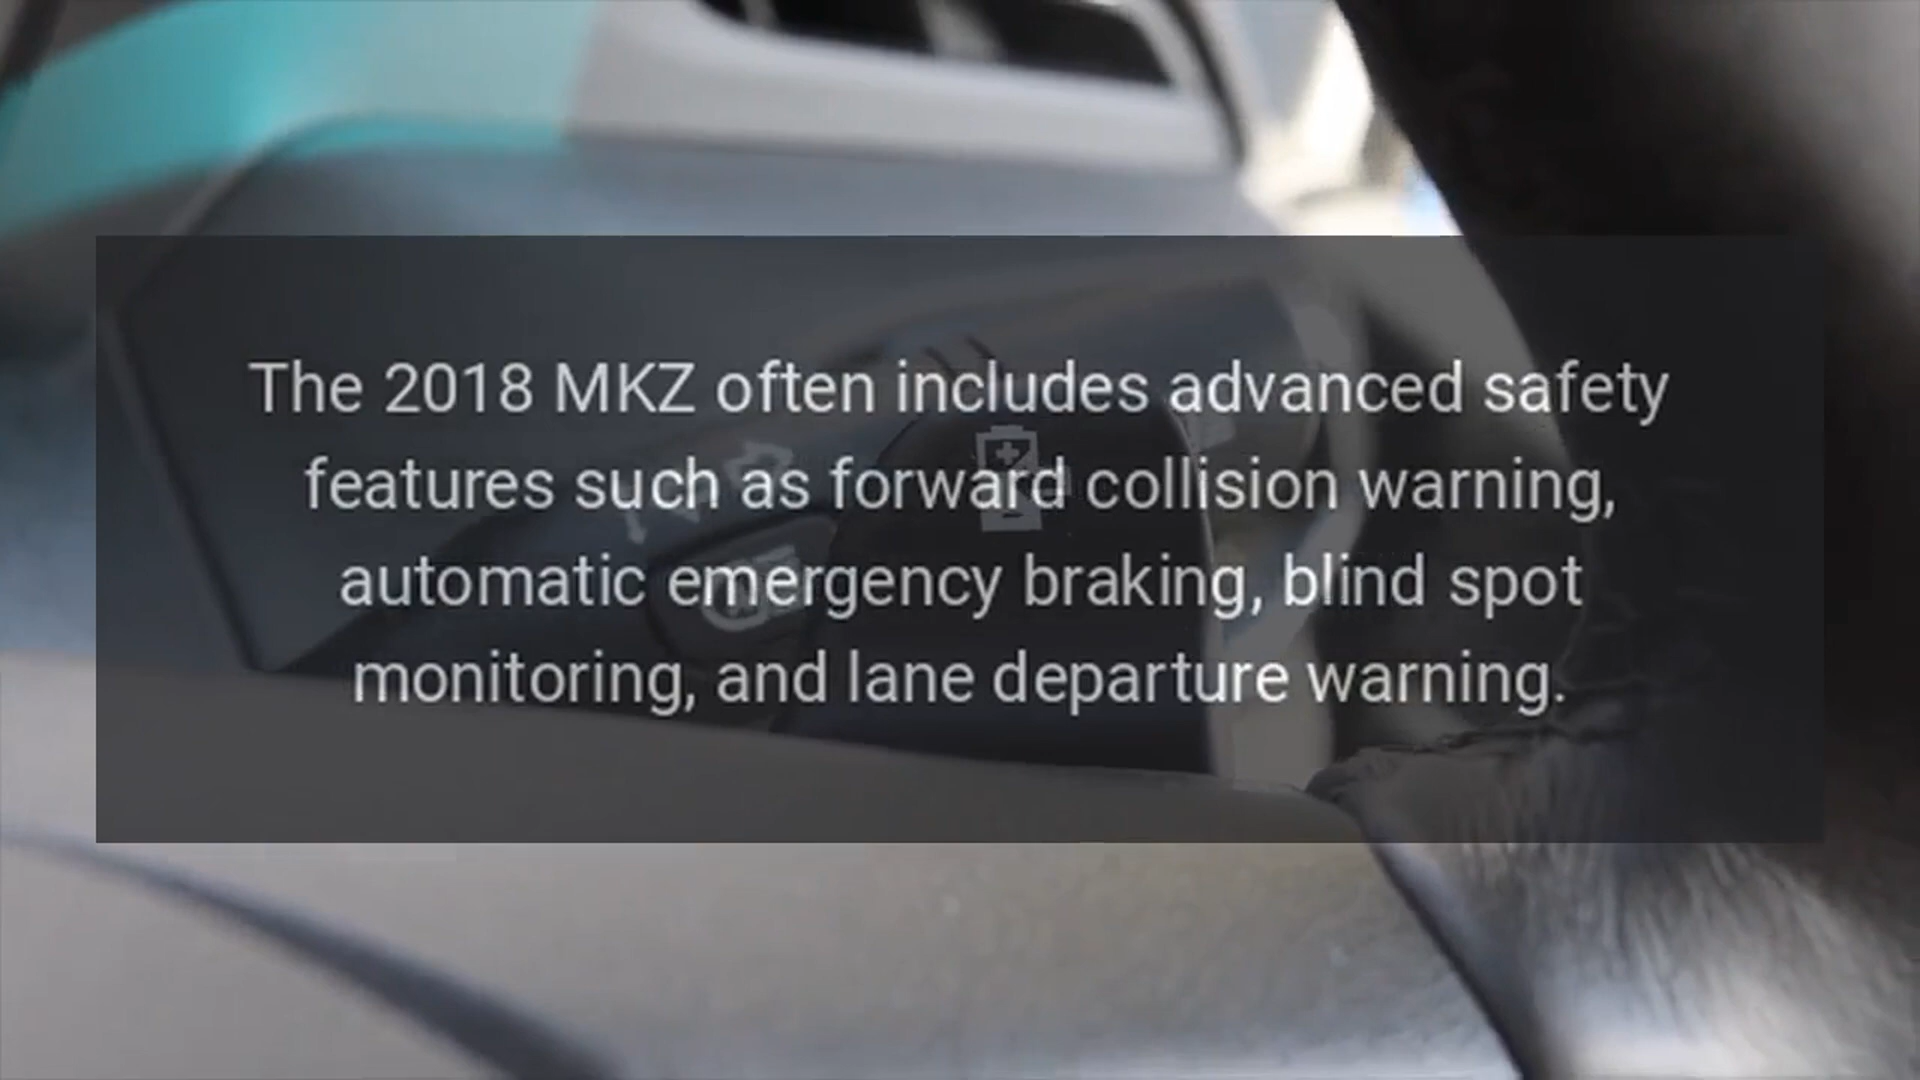 The 2018 MKZ often includes advanced safety
features such as forward collision warning,
automatic emergency braking, blind spot
monitoring, and lane departure warning.